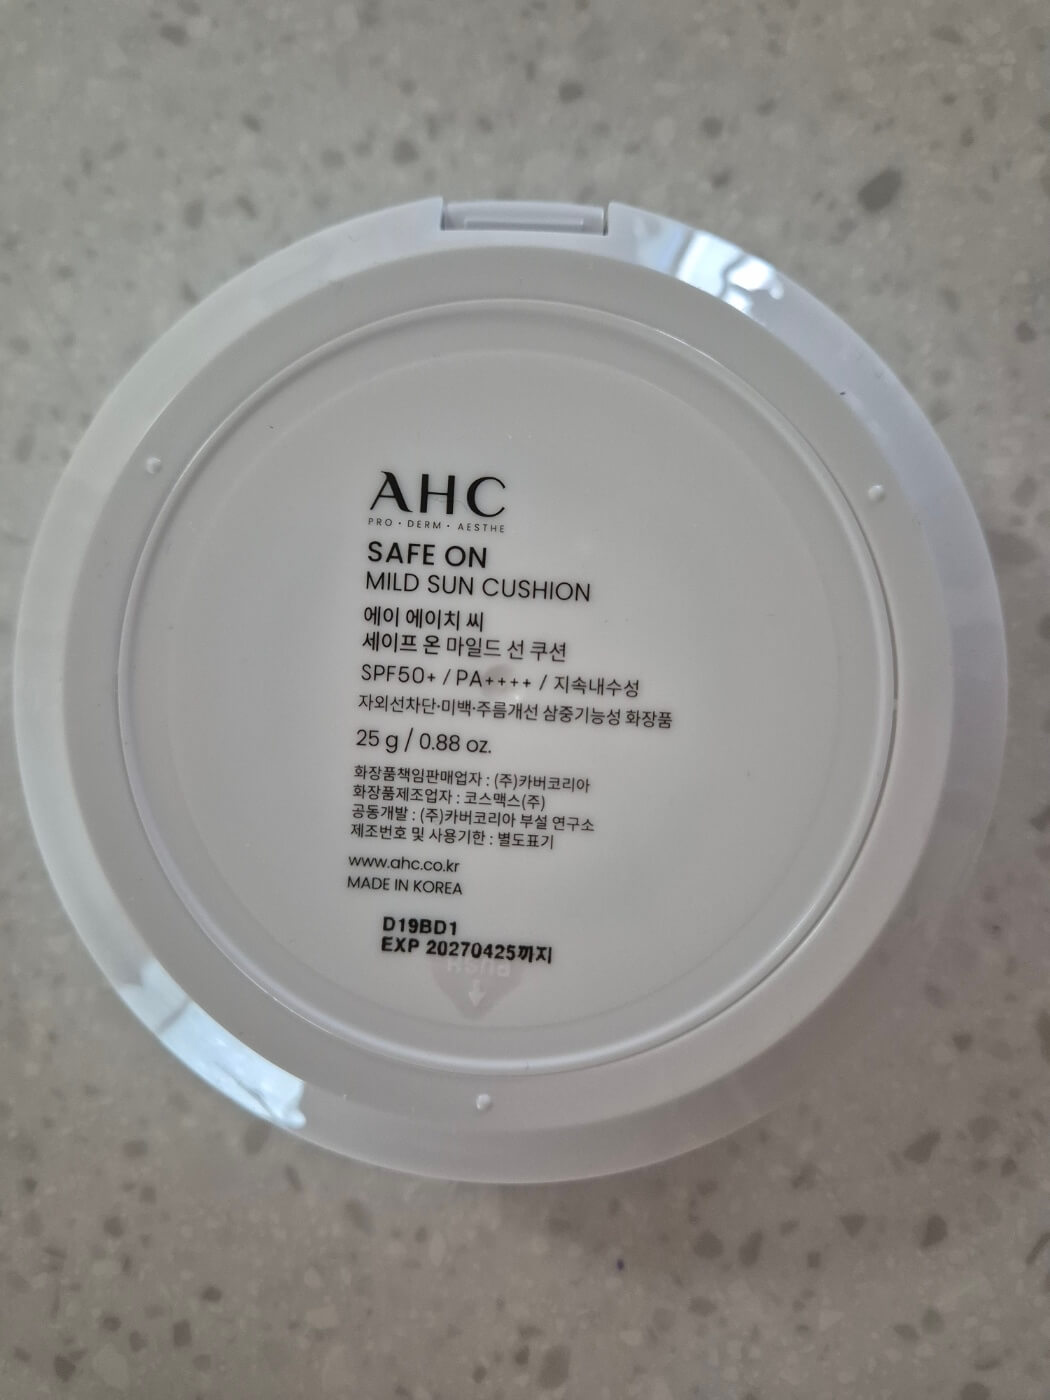 AHC
PRO · DERM · AESTHE
SAFE ON
MILD SUN CUSHION
에이 에이치 씨
세이프 온 마일드 선 쿠션
SPF50+ / PA++++ / 지속내수성
자외선차단·미백·주름개선 삼중기능성 화장품
25 g / 0.88 oz.
화장품책임판매업자 : (주)카버코리아
화장품제조업자 : 코스맥스(주)
공동개발 : (주)카버코리아 부설 연구소
제조번호 및 사용기한 : 별도표기
www.ahc.co.kr
MADE IN KOREA
D19BD1
EXP 20270425까지
PUSH